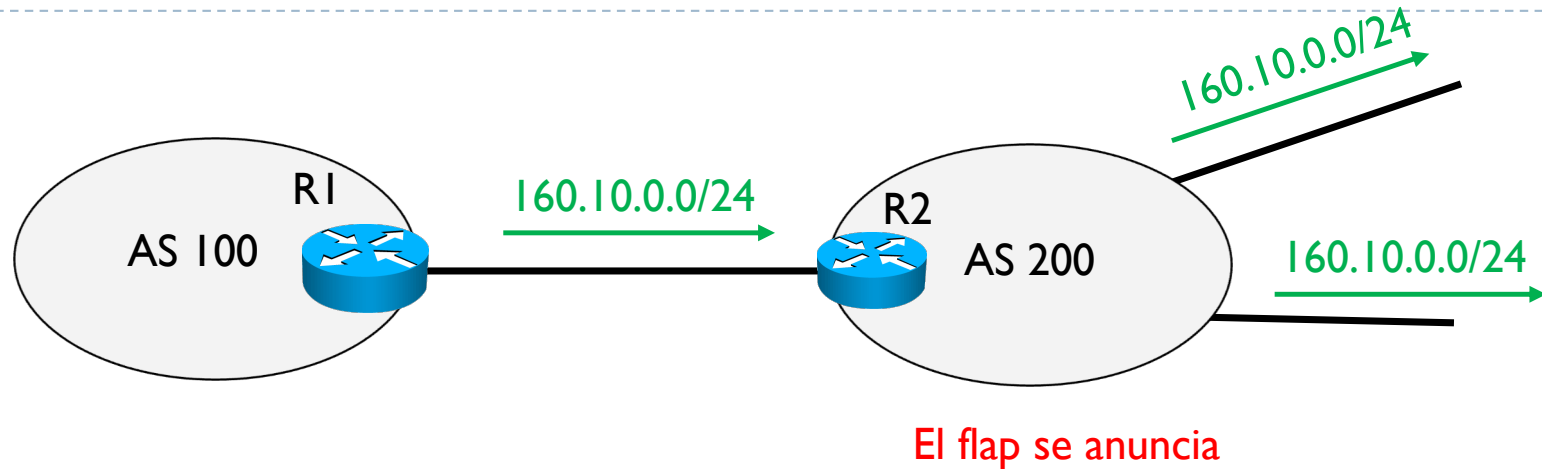 160.10.0.0/24
R1
160.10.0.0/24
R2
AS 100
AS 200
160.10.0.0/24
El flap se anuncia